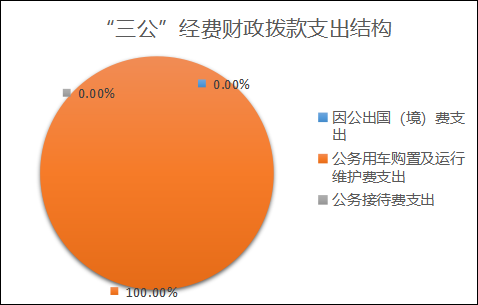 “三公”经费财政拨款支出结构
0.00%
0.00%
因公出国（境）费支
出
公务用车购置及运行
维护费支出
公务接待费支出
100.00%